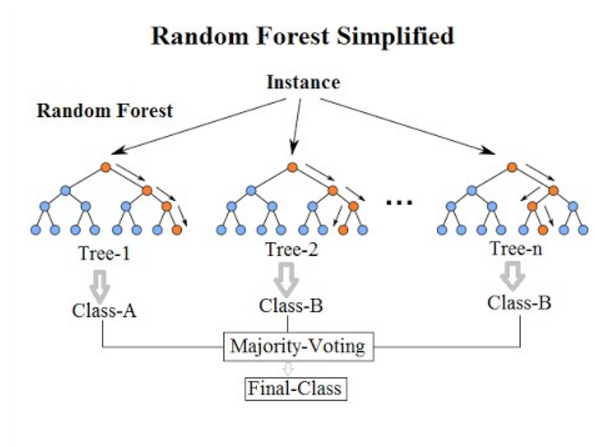 Random Forest Simplified
Instance
Random Forest
...
Tree-1
Tree-2
Tree-n
Class-A
Class-B
Class-B
Majority-Voting
Final-Class